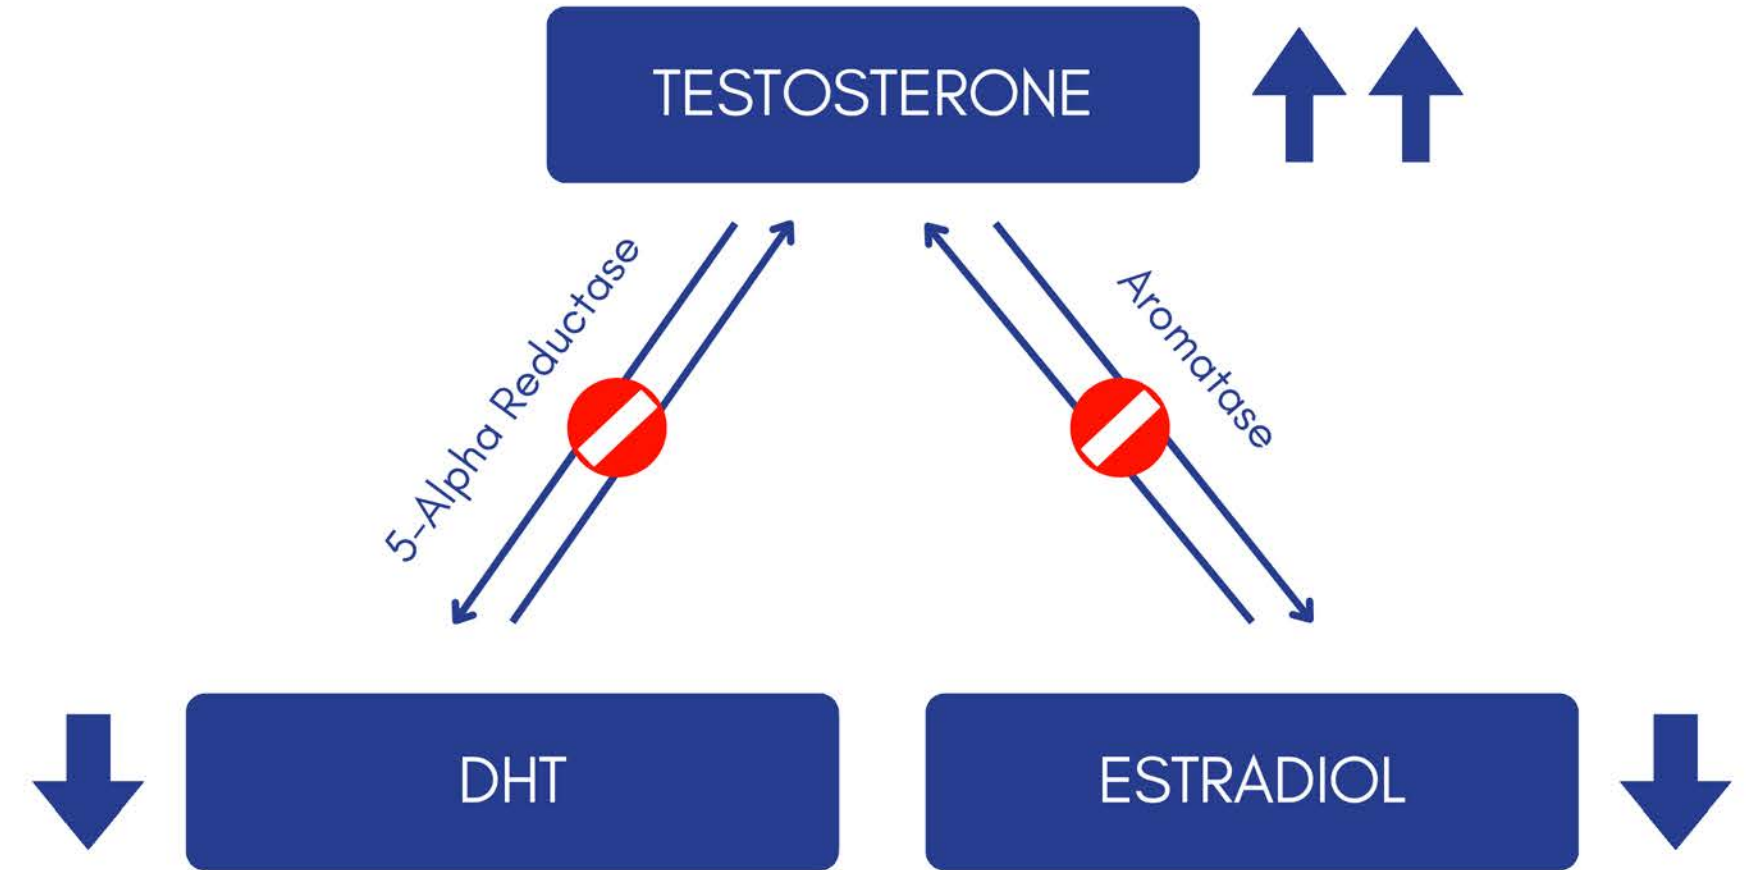 TESTOSTERONE
5-Alpha Reductase
Aromatase
DHT
ESTRADIOL